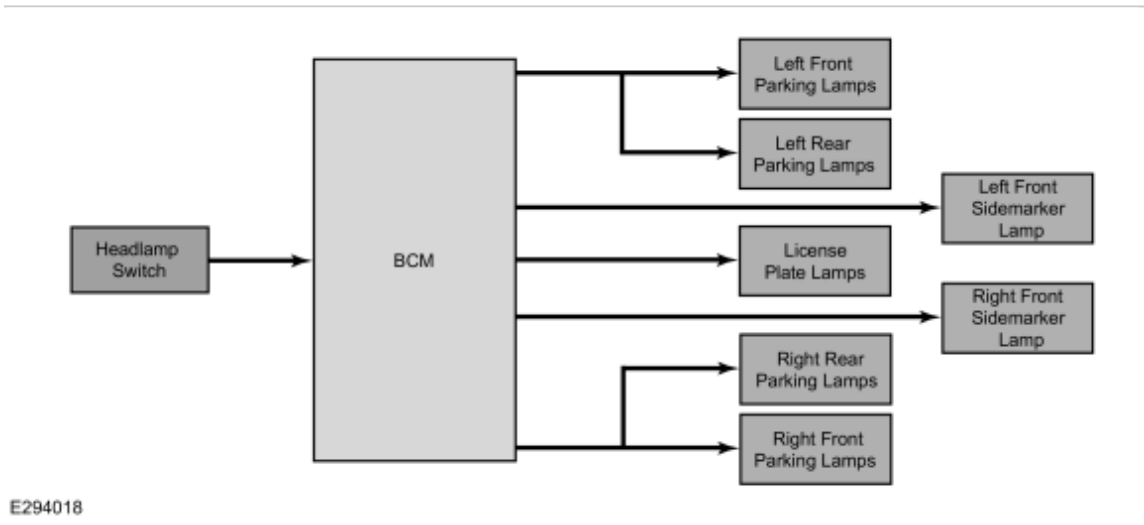 Headlamp
Switch
BCM
Left Front
Parking Lamps
Left Rear
Parking Lamps
Left Front
Sidemarker
Lamp
License
Plate Lamps
Right Front
Sidemarker
Lamp
Right Rear
Parking Lamps
Right Front
Parking Lamps
E294018